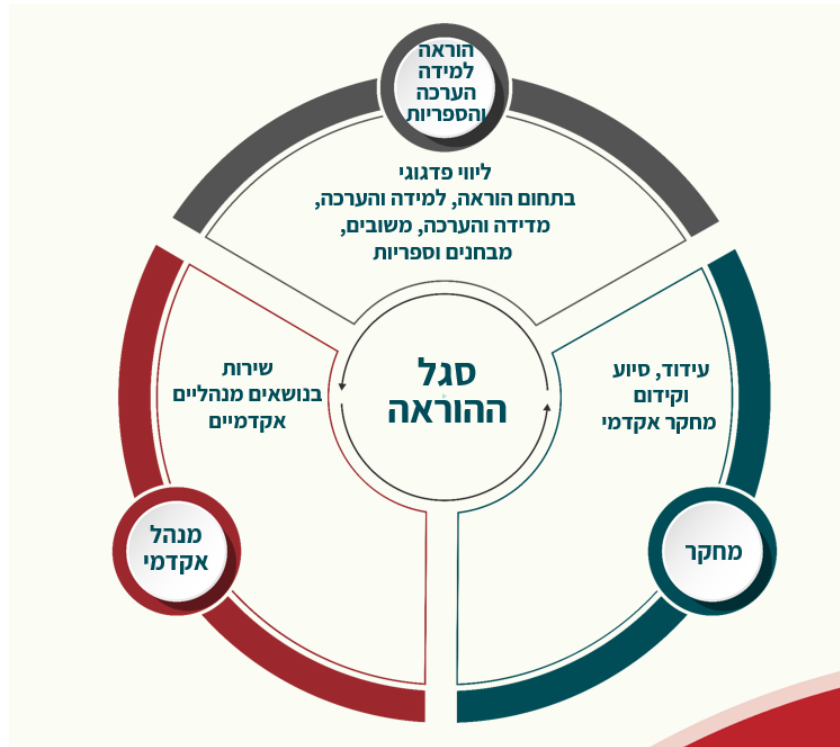 הוראה
למידה
הערכה
והספריות
ליווי פדגוגי
בתחום הוראה, למידה והערכה,
מדידה והערכה, משובים,
מבחנים וספריות
סגל
ההוראה
עידוד, סיוע
וקידום
מחקר אקדמי
מחקר
שירות
בנושאים מנהליים
אקדמיים
מנהל
אקדמי